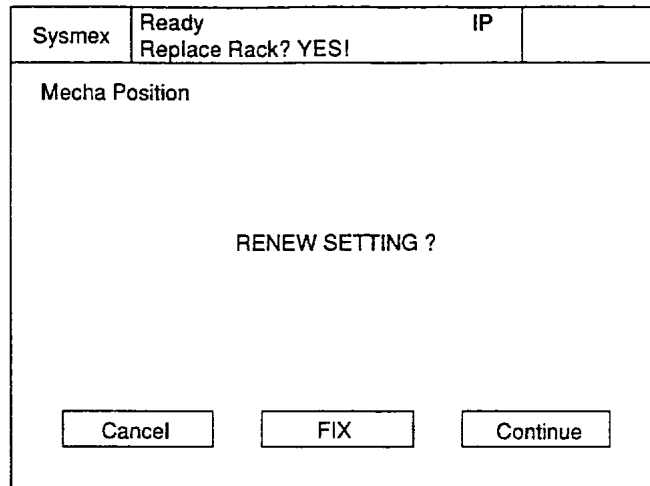 Sysmex
Ready IP
Replace Rack? YES!
Mecha Position
RENEW SETTING ?
Cancel FIX Continue